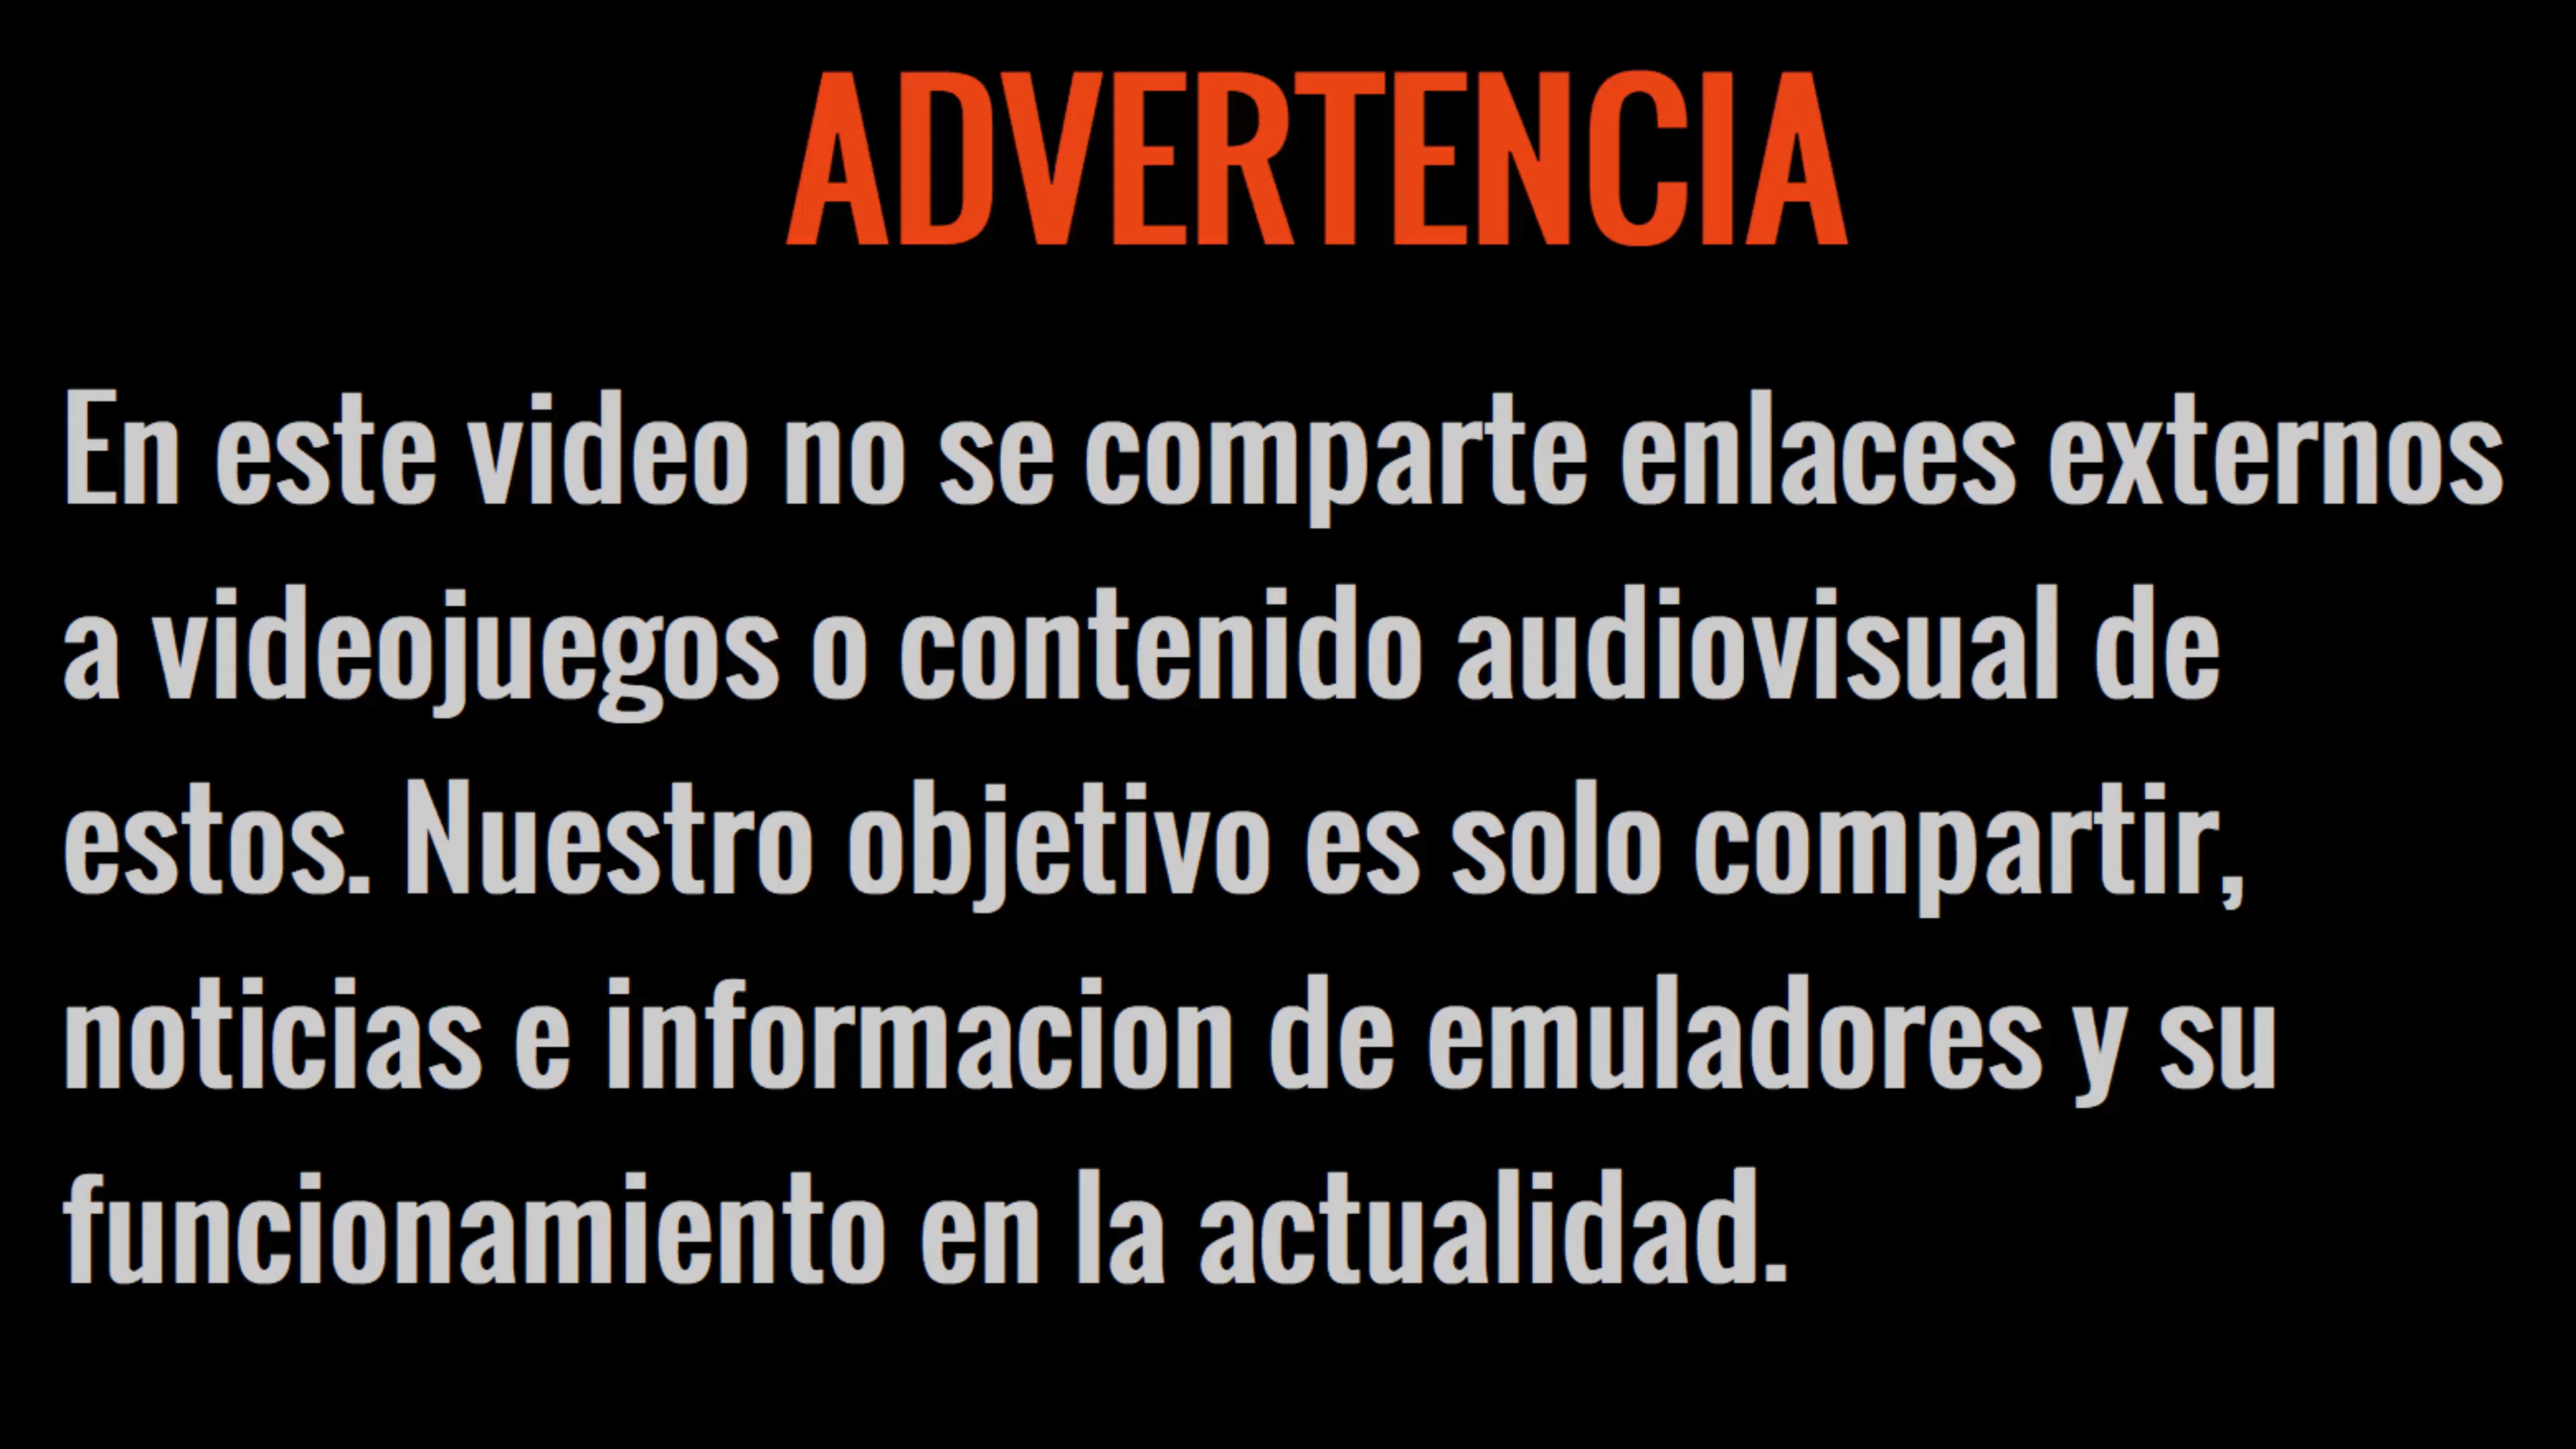 ADVERTENCIA
En este video no se comparte enlaces externos
a videojuegos o contenido audiovisual de
estos. Nuestro objetivo es solo compartir,
noticias e informacion de emuladores y su
funcionamiento en la actualidad.